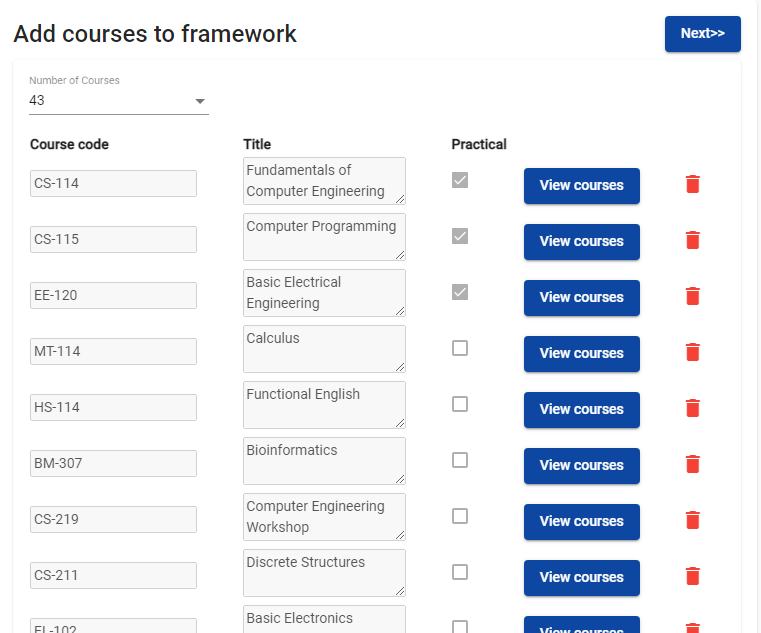 Add courses to framework
Next>>
Number of Courses
43
Course code Title Practical
CS-114 Fundamentals of
Computer Engineering View courses
CS-115 Computer Programming View courses
EE-120 Basic Electrical
Engineering View courses
MT-114 Calculus View courses
HS-114 Functional English View courses
BM-307 Bioinformatics View courses
CS-219 Computer Engineering
Workshop View courses
CS-211 Discrete Structures View courses
EL-102 Basic Electronics View courses